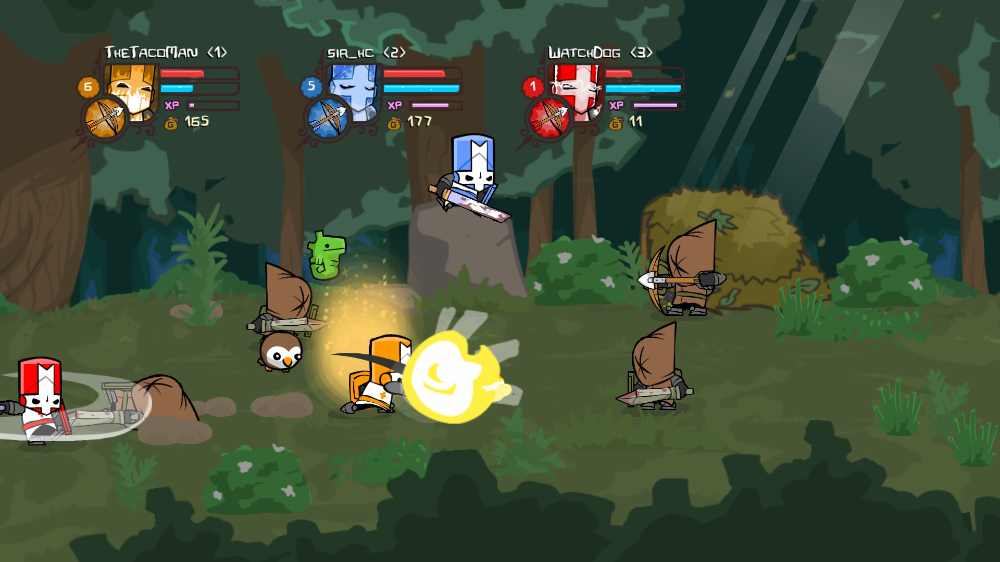 THETACOMAN <1>
6
XP
G
165
SIR_HC <2>
5
XP
G
177
WATCHDOG <3>
1
XP
G
11